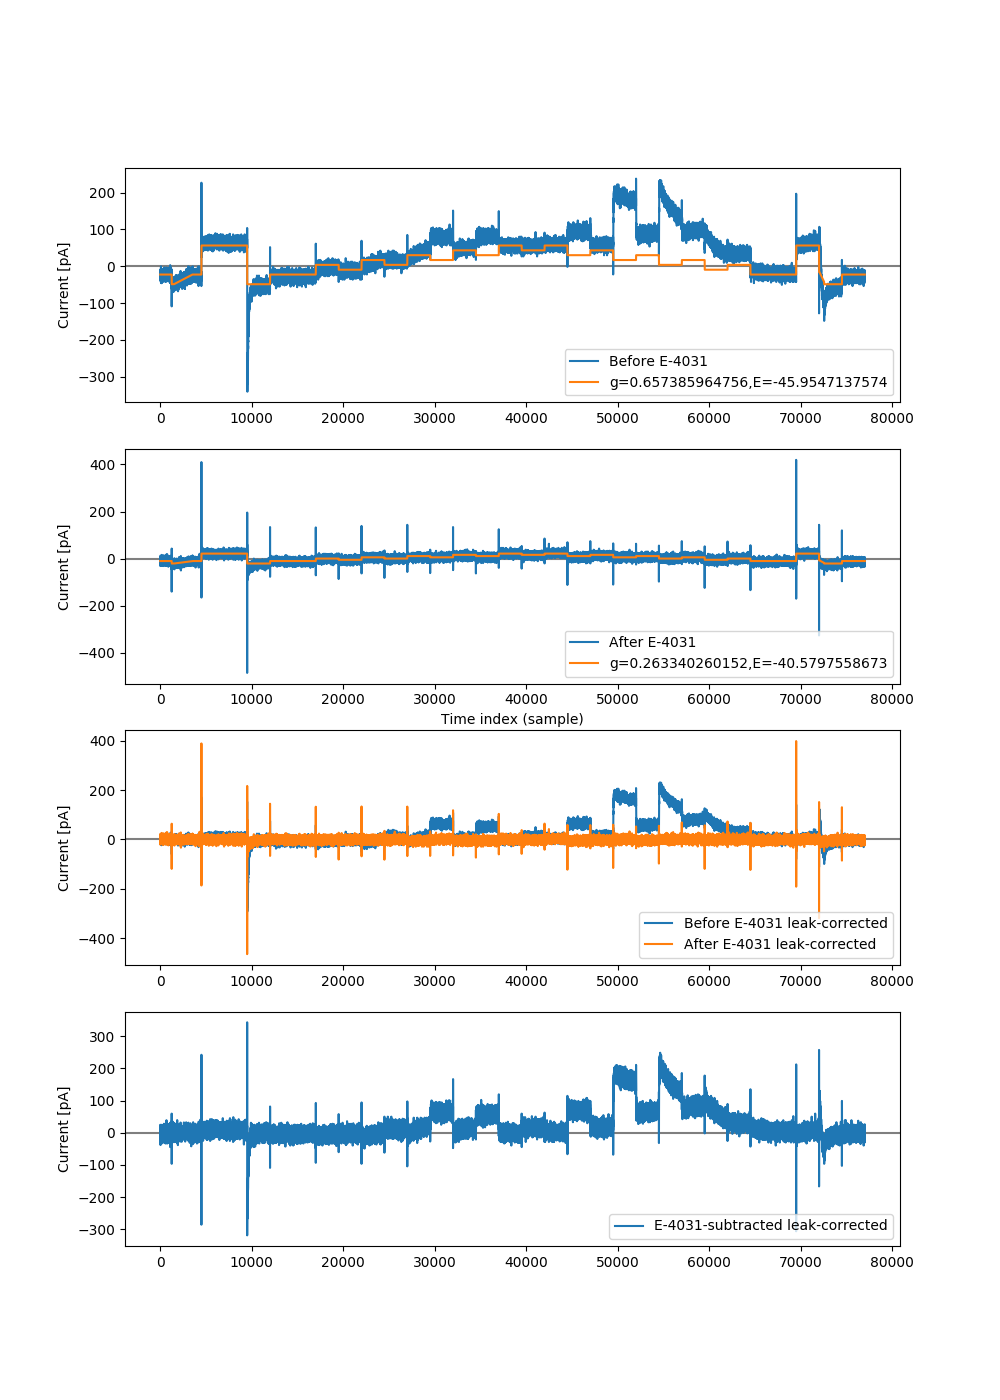 200
100
0
−100
−200
−300
Current [pA]
Before E-4031
g=0.657385964756,E=-45.9547137574
0 10000 20000 30000 40000 50000 60000 70000 80000
400
200
0
−200
−400
Current [pA]
After E-4031
g=0.263340260152,E=-40.5797558673
0 10000 20000 30000 40000 50000 60000 70000 80000
Time index (sample)
400
200
0
−200
−400
Current [pA]
Before E-4031 leak-corrected
After E-4031 leak-corrected
0 10000 20000 30000 40000 50000 60000 70000 80000
300
200
100
0
−100
−200
−300
Current [pA]
E-4031-subtracted leak-corrected
0 10000 20000 30000 40000 50000 60000 70000 80000